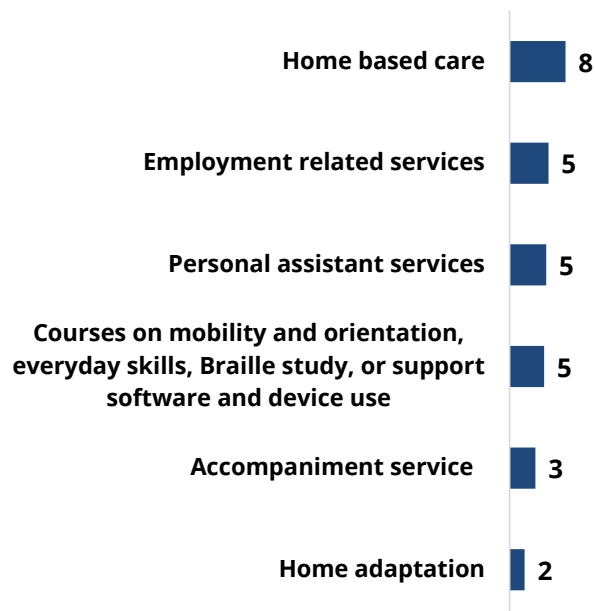 Home based care 8
Employment related services 5
Personal assistant services 5
Courses on mobility and orientation,
everyday skills, Braille study, or support 5
software and device use
Accompaniment service 3
Home adaptation 2